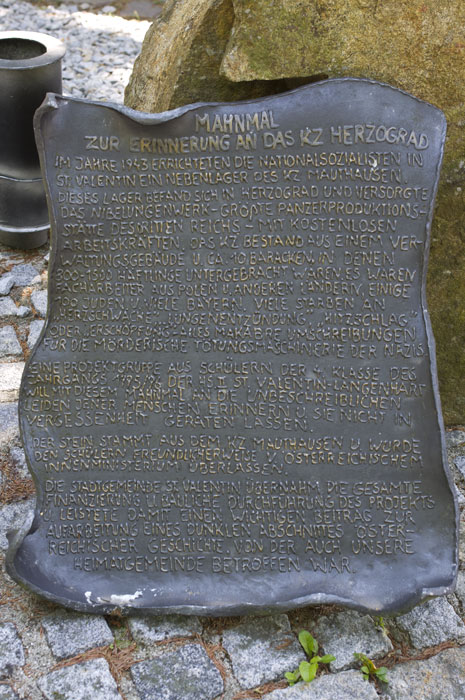 MAHNMAL
ZUR ERINNERUNG AN DAS KZ HERZOGRAD
IM JAHRE 1943 ERRICHTETEN DIE NATIONALSOZIALISTEN IN
ST. VALENTIN EIN NEBENLAGER DES KZ MAUTHAUSEN.
DIESES LAGER BEFAND SICH IN HERZOGRAD UND VERSORGTE
DAS NIBELUNGENWERK - GRÖßTE PANZERPRODUKTIONS-
STÄTTE DES DRITTEN REICHS - MIT KOSTENLOSEN
ARBEITSKRÄFTEN. DAS KZ BESTAND AUS EINEM VER-
WALTUNGSGEBÄUDE U. CA. 10 BARACKEN, IN DENEN
HÄFTLINGE UNTERGEBRACHT WAREN. ES WAREN
FACHARBEITER AUS POLEN U. ANDEREN LÄNDERN, EINIGE
JUDEN U. VIELE BAYERN. VIELE STARBEN AN
„HERZSCHWÄCHE", LUNGENENTZÜNDUNG", „HITZSCHLAG"
ODER „ERSCHÖPFUNG" ALLES MAKABRE UMSCHREIBUNGEN
FÜR DIE MÖRDERISCHE TÖTUNGSMASCHINERIE DER NAZIS.
EINE PROJEKTGRUPPE AUS SCHÜLERN DER KLASSE DES
JAHRGANGS 1995/96 DER HS II ST. VALENTIN-LANGENHART
WILL MIT DIESEM MAHNMAL AN DIE UNBESCHREIBLICHEN
LEIDEN DIESER MENSCHEN ERINNERN U. SIE NICHT IN
VERGESSENHEIT GERATEN LASSEN.
DER STEIN STAMMT AUS DEM KZ MAUTHAUSEN U. WURDE
DEN SCHÜLERN FREUNDLICHERWEISE V. ÖSTERREICHISCHEM
INNENMINISTERIUM ÜBERLASSEN.
DIE STADTGEMEINDE ST. VALENTIN ÜBERNAHM DIE GESAMTE
FINANZIERUNG U. BAULICHE DURCHFÜHRUNG DES PROJEKTS
U. LEISTETE DAMIT EINEN WICHTIGEN BEITRAG ZUR
AUFARBEITUNG EINES DUNKLEN ABSCHNITTES ÖSTER-
REICHISCHER GESCHICHTE, VON DER AUCH UNSERE
HEIMATGEMEINDE BETROFFEN WAR.